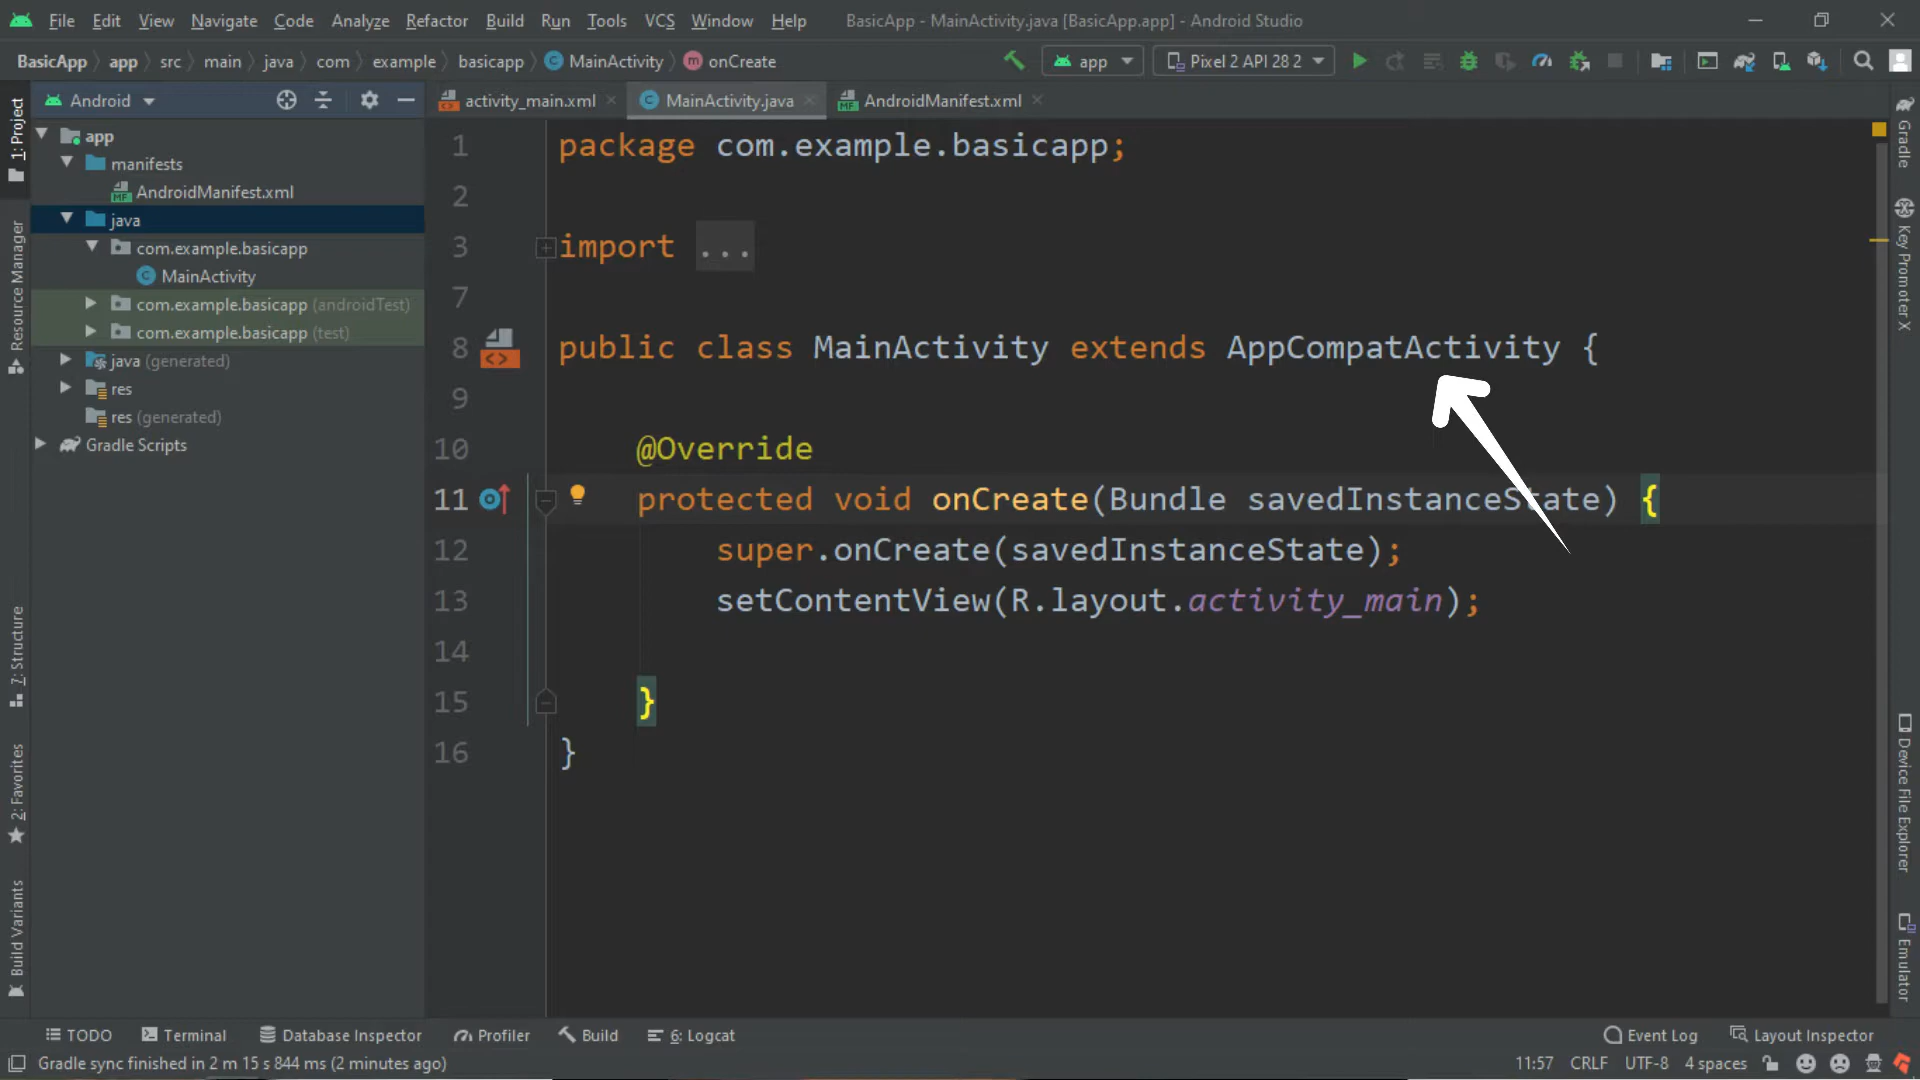 File Edit View Navigate Code Analyze Refactor Build Run Tools VCS Window Help BasicApp - MainActivity.java [BasicApp.app] - Android Studio
BasicApp app src main java com example basicapp MainActivity onCreate app Pixel 2 API 28 2
Android
activity_main.xml MainActivity.java AndroidManifest.xml
app
manifests
AndroidManifest.xml
java
com.example.basicapp
MainActivity
com.example.basicapp (androidTest)
com.example.basicapp (test)
java (generated)
res
res (generated)
Gradle Scripts
1: Project
Resource Manager
7: Structure
2: Favorites
Build Variants
1 package com.example.basicapp;
2
3 import ...
7
8 public class MainActivity extends AppCompatActivity {
9
10 @Override
11 protected void onCreate(Bundle savedInstanceState) {
12 super.onCreate(savedInstanceState);
13 setContentView(R.layout.activity_main);
14
15 }
16 }
Gradle
Key Promoter X
Device File Explorer
Emulator
TODO Terminal Database Inspector Profiler Build 6: Logcat Event Log Layout Inspector
Gradle sync finished in 2 m 15 s 844 ms (2 minutes ago) 11:57 CRLF UTF-8 4 spaces